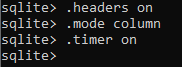 sqlite> .headers on
sqlite> .mode column
sqlite> .timer on
sqlite>